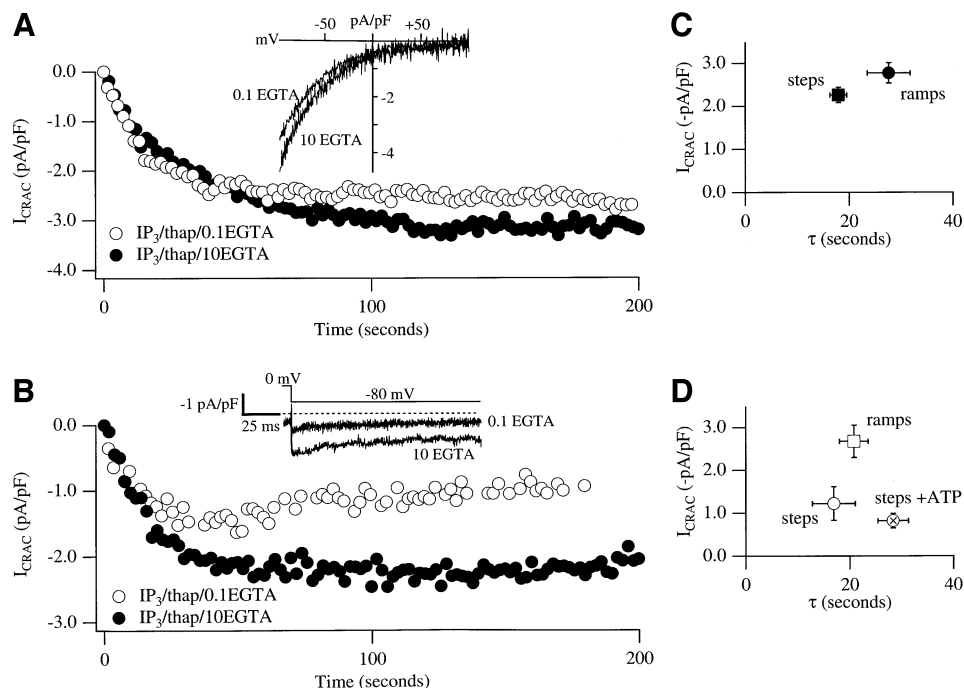 A
mV
-50
pA/pF
+50
0.1 EGTA
10 EGTA
-2
-4
0.0
-1.0
-2.0
-3.0
-4.0
I_CRAC (pA/pF)
IP3/thap/0.1EGTA
IP3/thap/10EGTA
0
100
200
Time (seconds)
C
3.0
2.0
1.0
0.0
I_CRAC (-pA/pF)
steps
ramps
0
20
40
τ (seconds)
B
0 mV
-80 mV
-1 pA/pF
25 ms
0.1 EGTA
10 EGTA
0.0
-1.0
-2.0
-3.0
I_CRAC (pA/pF)
IP3/thap/0.1EGTA
IP3/thap/10EGTA
0
100
200
Time (seconds)
D
3.0
2.0
1.0
0.0
I_CRAC (-pA/pF)
ramps
steps
steps +ATP
0
20
40
τ (seconds)